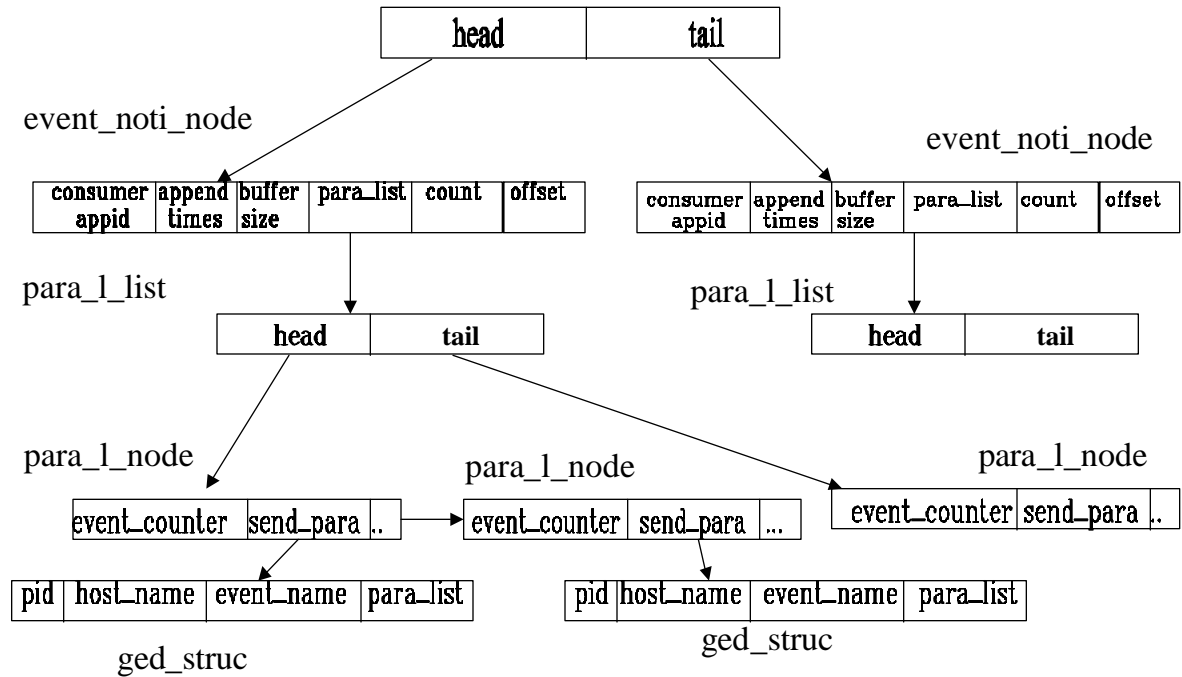 head tail
event_noti_node
event_noti_node
consumer appid append times buffer size para_list count offset
consumer appid append times buffer size para_list count offset
para_l_list
para_l_list
head tail
head tail
para_l_node
para_l_node
para_l_node
event_counter send_para ..
event_counter send_para ...
event_counter send_para ..
pid host_name event_name para_list
pid host_name event_name para_list
ged_struc
ged_struc